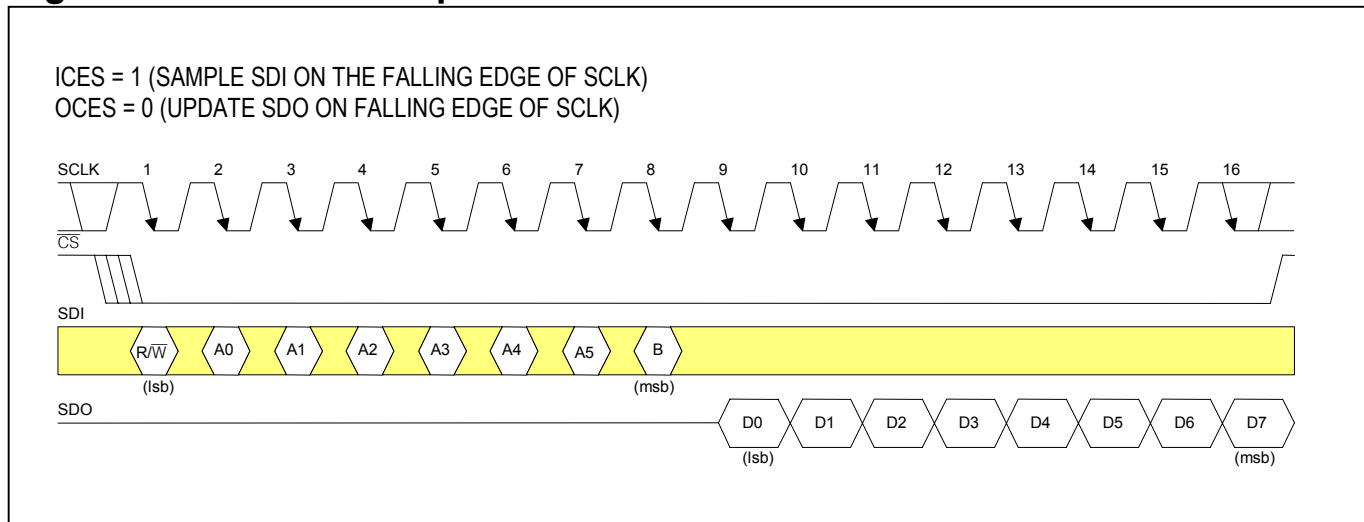 ICES = 1 (SAMPLE SDI ON THE FALLING EDGE OF SCLK)
OCES = 0 (UPDATE SDO ON FALLING EDGE OF SCLK)
SCLK 1 2 3 4 5 6 7 8 9 10 11 12 13 14 15 16
CS
SDI
R/W A0 A1 A2 A3 A4 A5 B
(lsb) (msb)
SDO
D0 D1 D2 D3 D4 D5 D6 D7
(lsb) (msb)